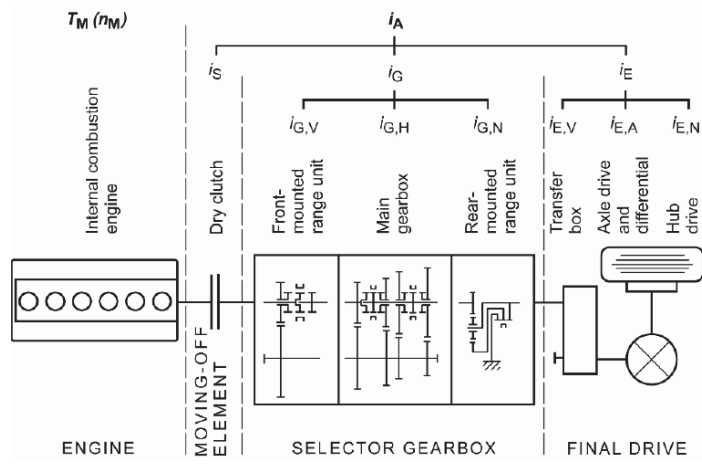 T_M (n_M)
i_A
i_S
i_G
i_E
i_G,V
i_G,H
i_G,N
i_E,V
i_E,A
i_E,N
Internal combustion
engine
Dry clutch
Front-
mounted
range unit
Main
gearbox
Rear-
mounted
range unit
Transfer
box
Axle drive
and
differential
Hub
drive
ENGINE
MOVING-OFF
ELEMENT
SELECTOR GEARBOX
FINAL DRIVE